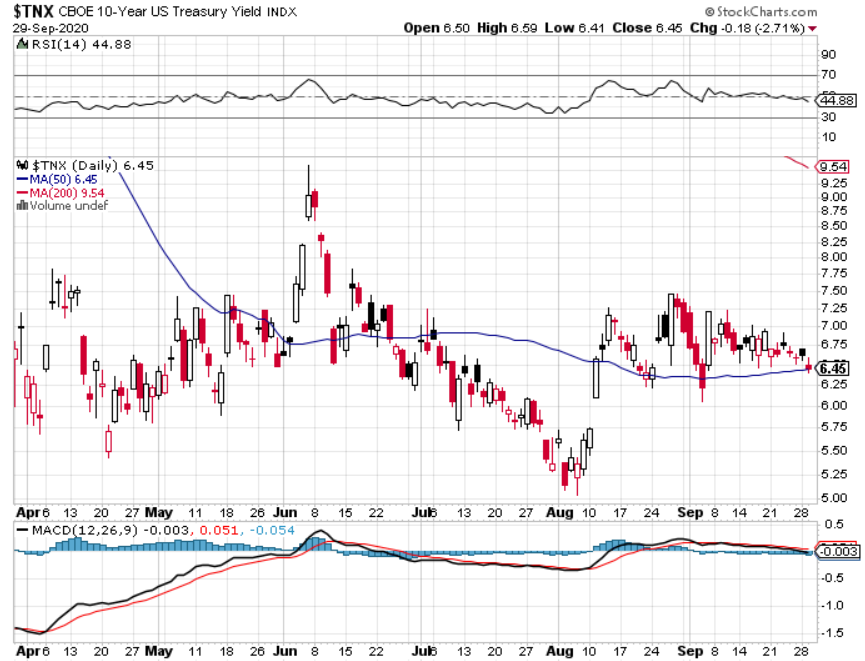 $TNX CBOE 10-Year US Treasury Yield INDX © StockCharts.com
29-Sep-2020 Open 6.50 High 6.59 Low 6.41 Close 6.45 Chg -0.18 (-2.71%)
RSI(14) 44.88
90
70
44.88
30
10
$TNX (Daily) 6.45
MA(50) 6.45
MA(200) 9.54
Volume undef
9.54
9.25
9.00
8.75
8.50
8.25
8.00
7.75
7.50
7.25
7.00
6.75
6.45
6.25
6.00
5.75
5.50
5.25
5.00
Apr 6 13 20 27 May 11 18 26 Jun 8 15 22 Jul 6 13 20 27 Aug 10 17 24 Sep 8 14 21 28
MACD(12,26,9) -0.003, 0.051, -0.054
0.5
-0.003
-0.5
-1.0
-1.5
Apr 6 13 20 27 May 11 18 26 Jun 8 15 22 Jul 6 13 20 27 Aug 10 17 24 Sep 8 14 21 28